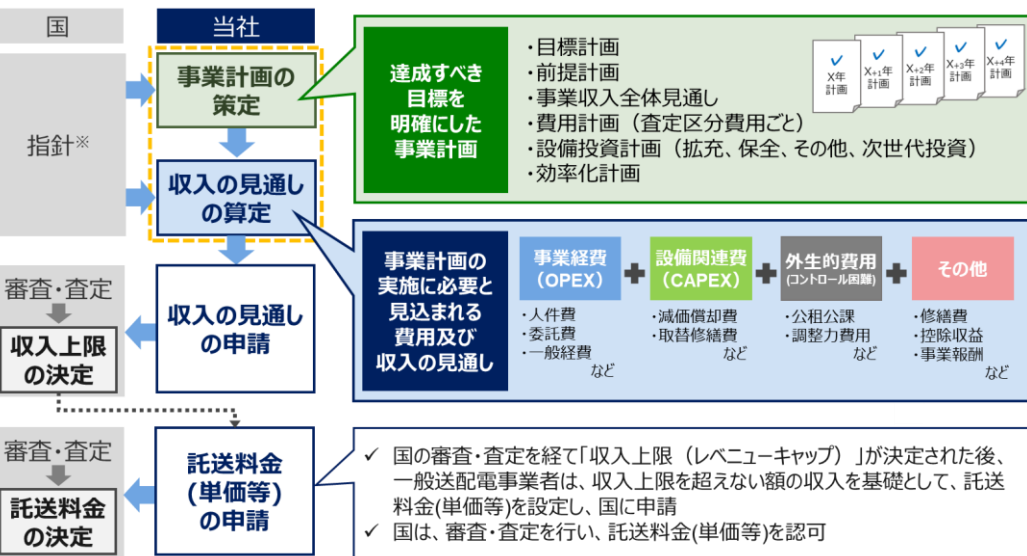 国
当社
指針※
事業計画の
策定
達成すべき
目標を
明確にした
事業計画
・目標計画
・前提計画
・事業収入全体見通し
・費用計画（査定区分費用ごと）
・設備投資計画（拡充、保全、その他、次世代投資）
・効率化計画
X年
計画
X+1年
計画
X+2年
計画
X+3年
計画
X+4年
計画
収入の見通し
の算定
事業計画の
実施に必要と
見込まれる
費用及び
収入の見通し
事業経費
（OPEX）
・人件費
・委託費
・一般経費
など
設備関連費
（CAPEX）
・減価償却費
・取替修繕費
など
外生的費用
(コントロール困難)
・公租公課
・調整力費用
など
その他
・修繕費
・控除収益
・事業報酬
など
収入の見通し
の申請
審査・査定
収入上限
の決定
託送料金
(単価等)
の申請
審査・査定
託送料金
の決定
✓ 国の審査・査定を経て「収入上限（レベニューキャップ）」が決定された後、
一般送配電事業者は、収入上限を超えない額の収入を基礎として、託送
料金(単価等)を設定し、国に申請
✓ 国は、審査・査定を行い、託送料金(単価等)を認可